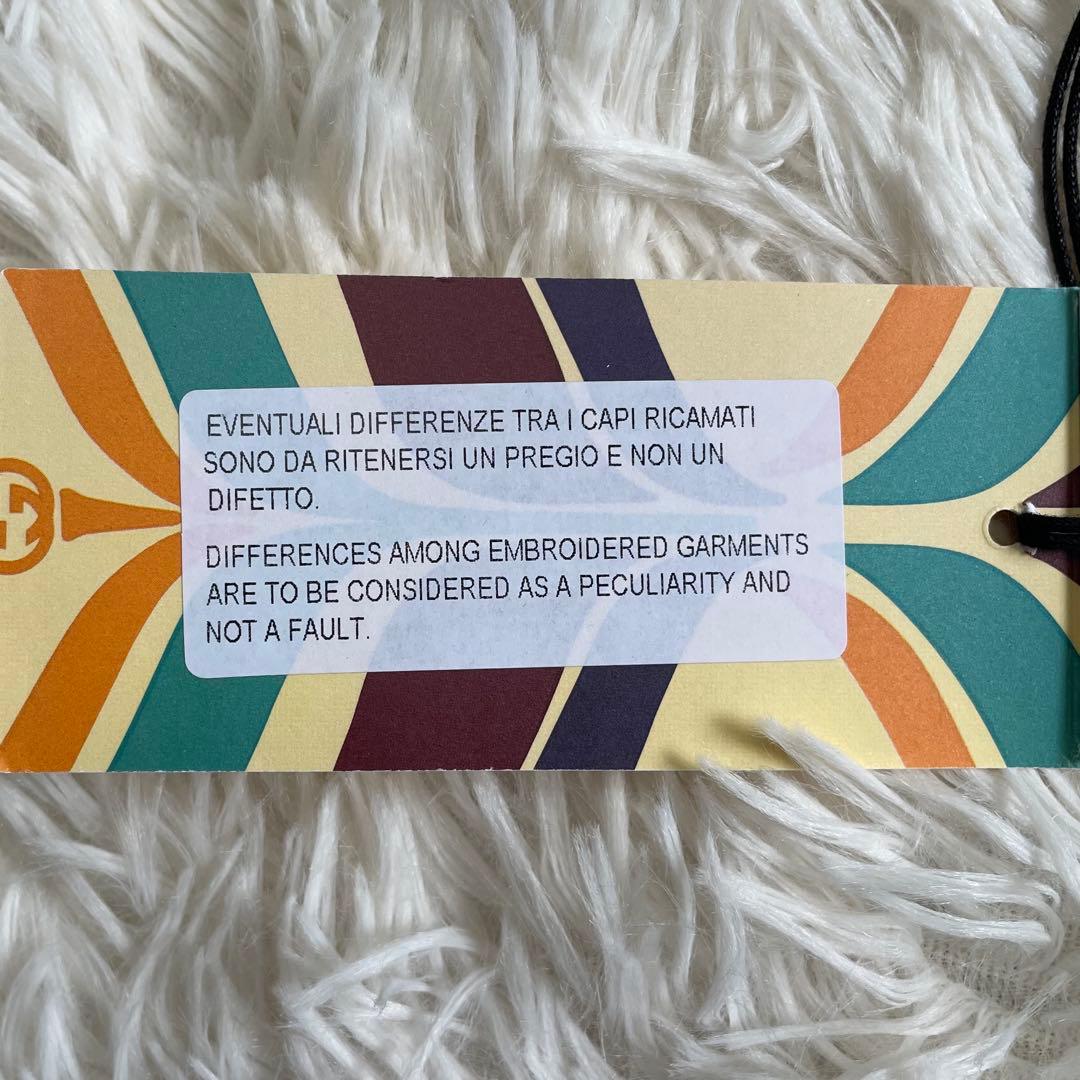 EVENTUALI DIFFERENZE TRA I CAPI RICAMATI
SONO DA RITENERSI UN PREGIO E NON UN
DIFETTO.
DIFFERENCES AMONG EMBROIDERED GARMENTS
ARE TO BE CONSIDERED AS A PECULIARITY AND
NOT A FAULT.